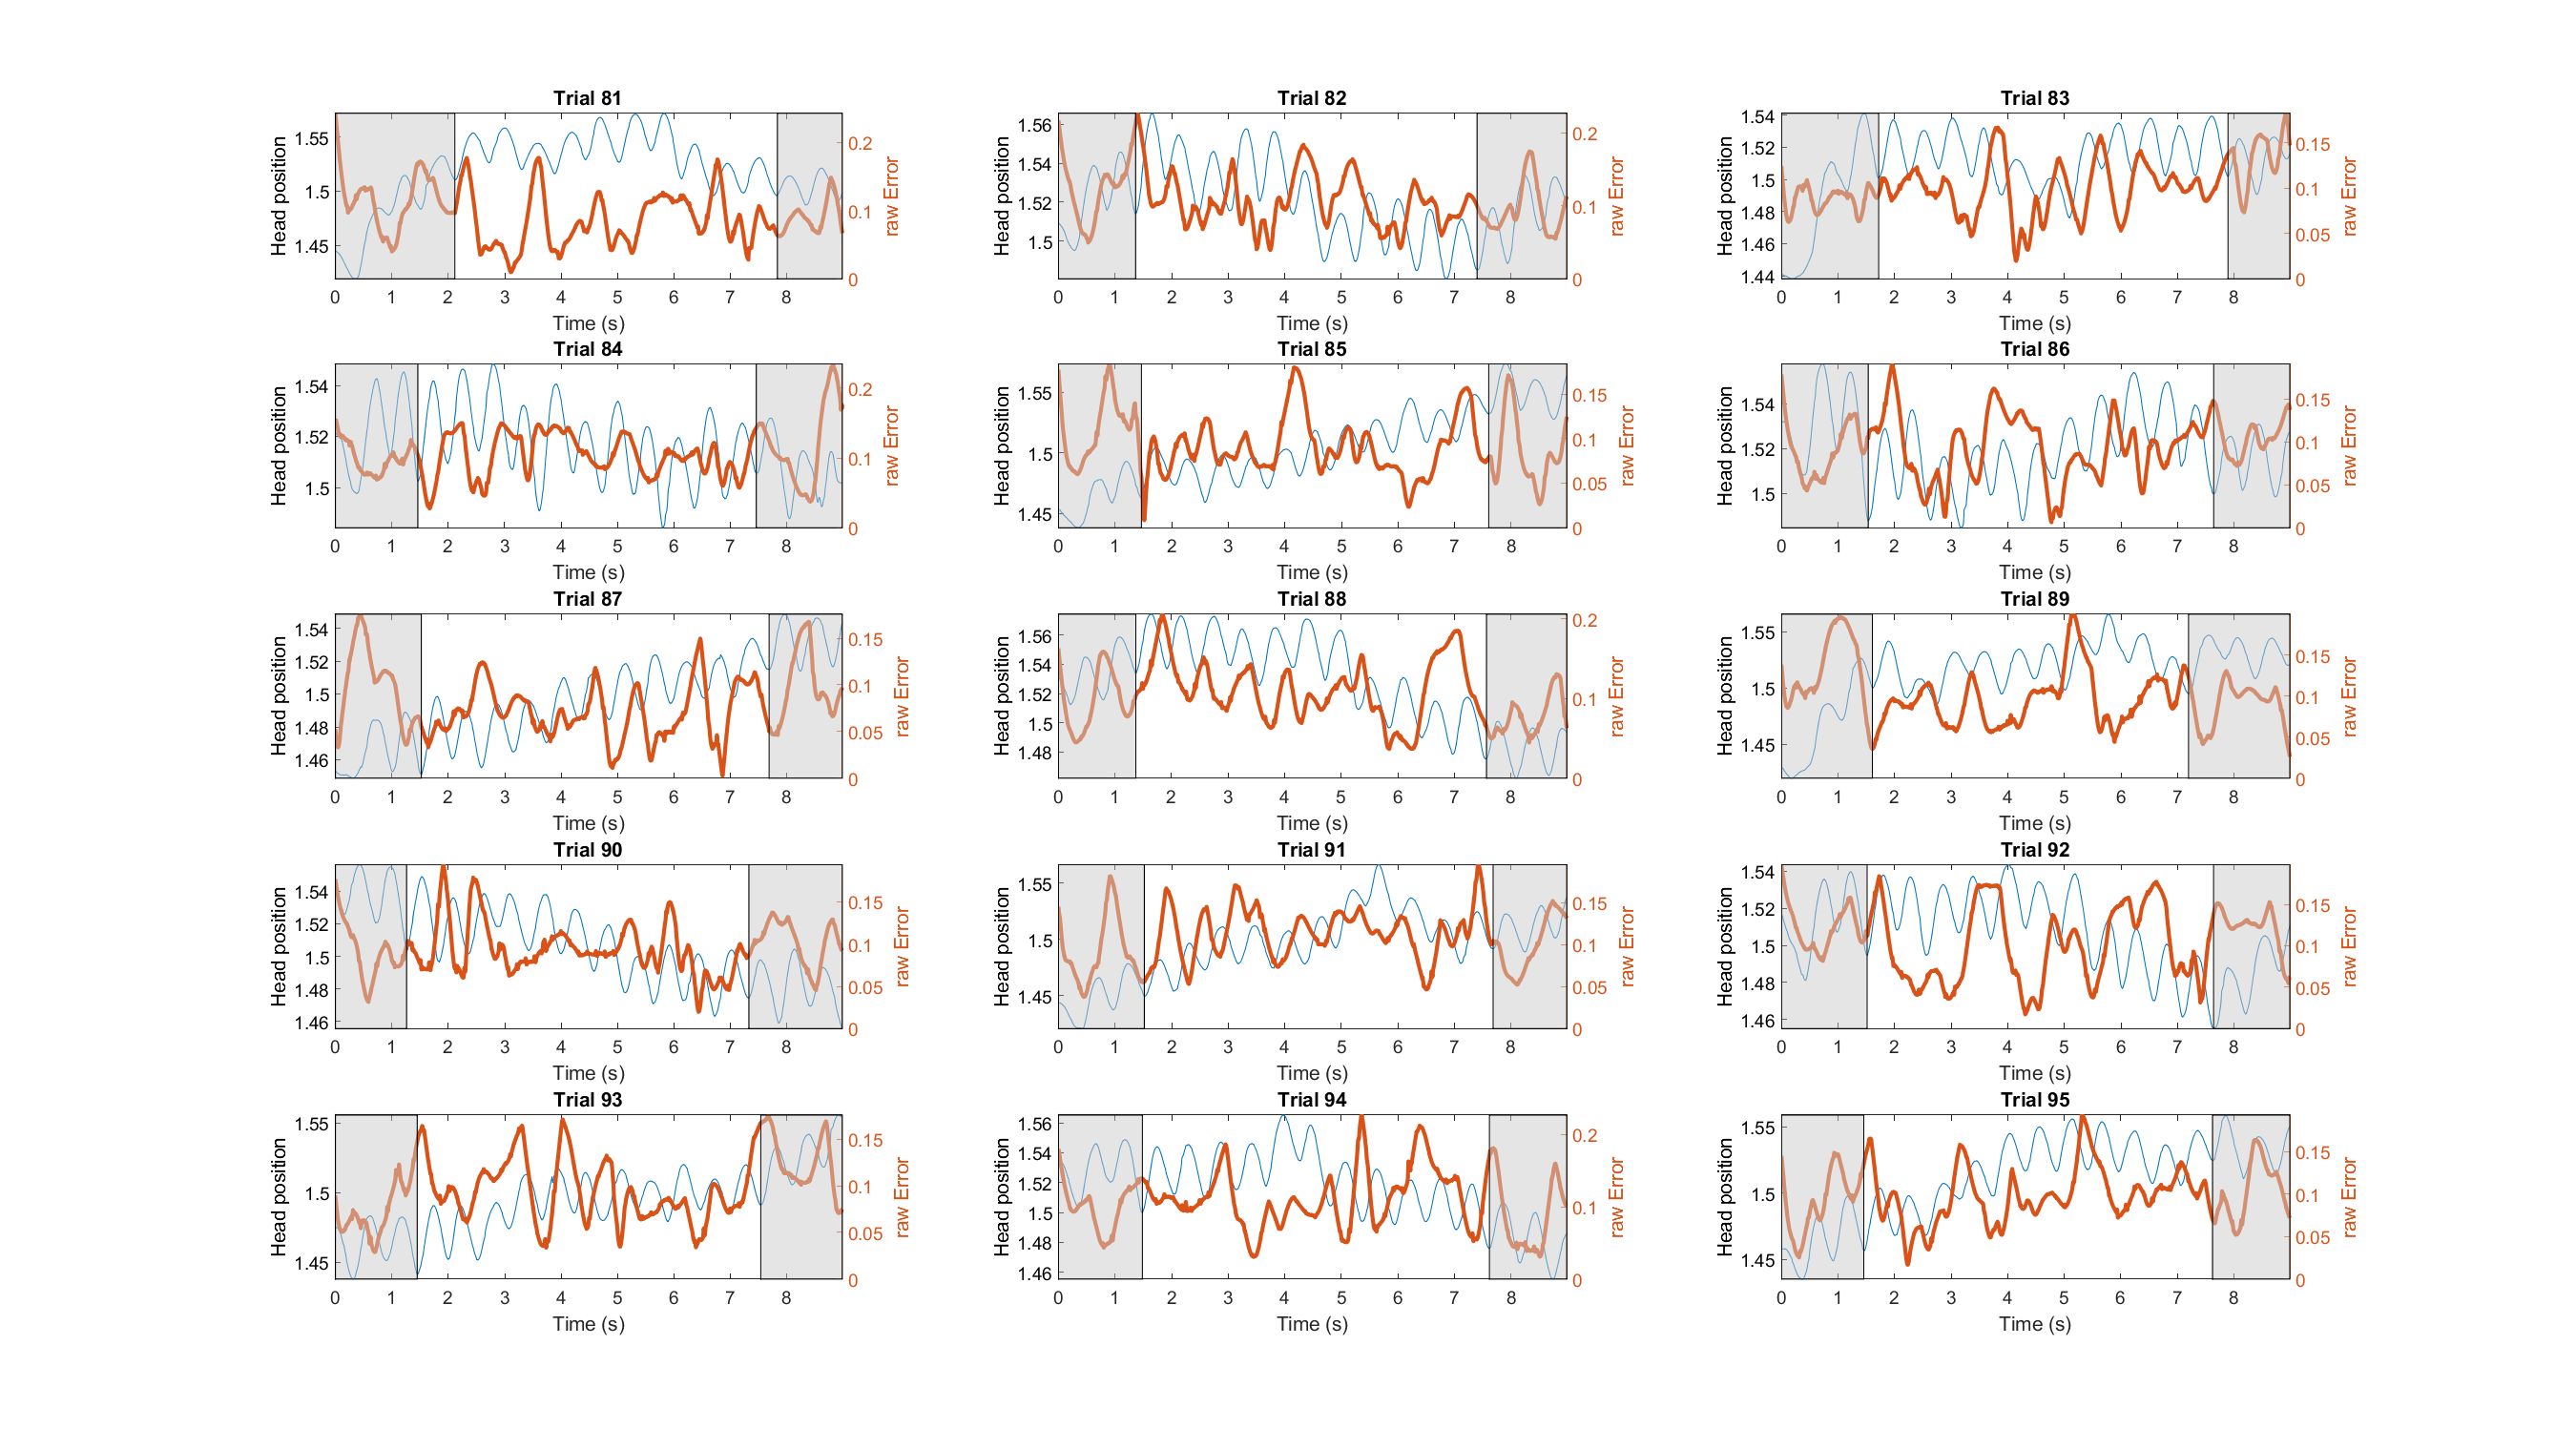 Trial 81
Head position
1.55
1.5
1.45
0.2
0.1
0
raw Error
0 1 2 3 4 5 6 7 8
Time (s)
Trial 82
Head position
1.56
1.54
1.52
1.5
0.2
0.1
0
raw Error
0 1 2 3 4 5 6 7 8
Time (s)
Trial 83
Head position
1.54
1.52
1.5
1.48
1.46
1.44
0.15
0.1
0.05
0
raw Error
0 1 2 3 4 5 6 7 8
Time (s)
Trial 84
Head position
1.54
1.52
1.5
0.2
0.1
0
raw Error
0 1 2 3 4 5 6 7 8
Time (s)
Trial 85
Head position
1.55
1.5
1.45
0.15
0.1
0.05
0
raw Error
0 1 2 3 4 5 6 7 8
Time (s)
Trial 86
Head position
1.54
1.52
1.5
0.15
0.1
0.05
0
raw Error
0 1 2 3 4 5 6 7 8
Time (s)
Trial 87
Head position
1.54
1.52
1.5
1.48
1.46
0.15
0.1
0.05
0
raw Error
0 1 2 3 4 5 6 7 8
Time (s)
Trial 88
Head position
1.56
1.54
1.52
1.5
1.48
0.2
0.1
0
raw Error
0 1 2 3 4 5 6 7 8
Time (s)
Trial 89
Head position
1.55
1.5
1.45
0.15
0.1
0.05
0
raw Error
0 1 2 3 4 5 6 7 8
Time (s)
Trial 90
Head position
1.54
1.52
1.5
1.48
1.46
0.15
0.1
0.05
0
raw Error
0 1 2 3 4 5 6 7 8
Time (s)
Trial 91
Head position
1.55
1.5
1.45
0.15
0.1
0.05
0
raw Error
0 1 2 3 4 5 6 7 8
Time (s)
Trial 92
Head position
1.54
1.52
1.5
1.48
1.46
0.15
0.1
0.05
0
raw Error
0 1 2 3 4 5 6 7 8
Time (s)
Trial 93
Head position
1.55
1.5
1.45
0.15
0.1
0.05
0
raw Error
0 1 2 3 4 5 6 7 8
Time (s)
Trial 94
Head position
1.56
1.54
1.52
1.5
1.48
1.46
0.2
0.1
0
raw Error
0 1 2 3 4 5 6 7 8
Time (s)
Trial 95
Head position
1.55
1.5
1.45
0.15
0.1
0.05
0
raw Error
0 1 2 3 4 5 6 7 8
Time (s)